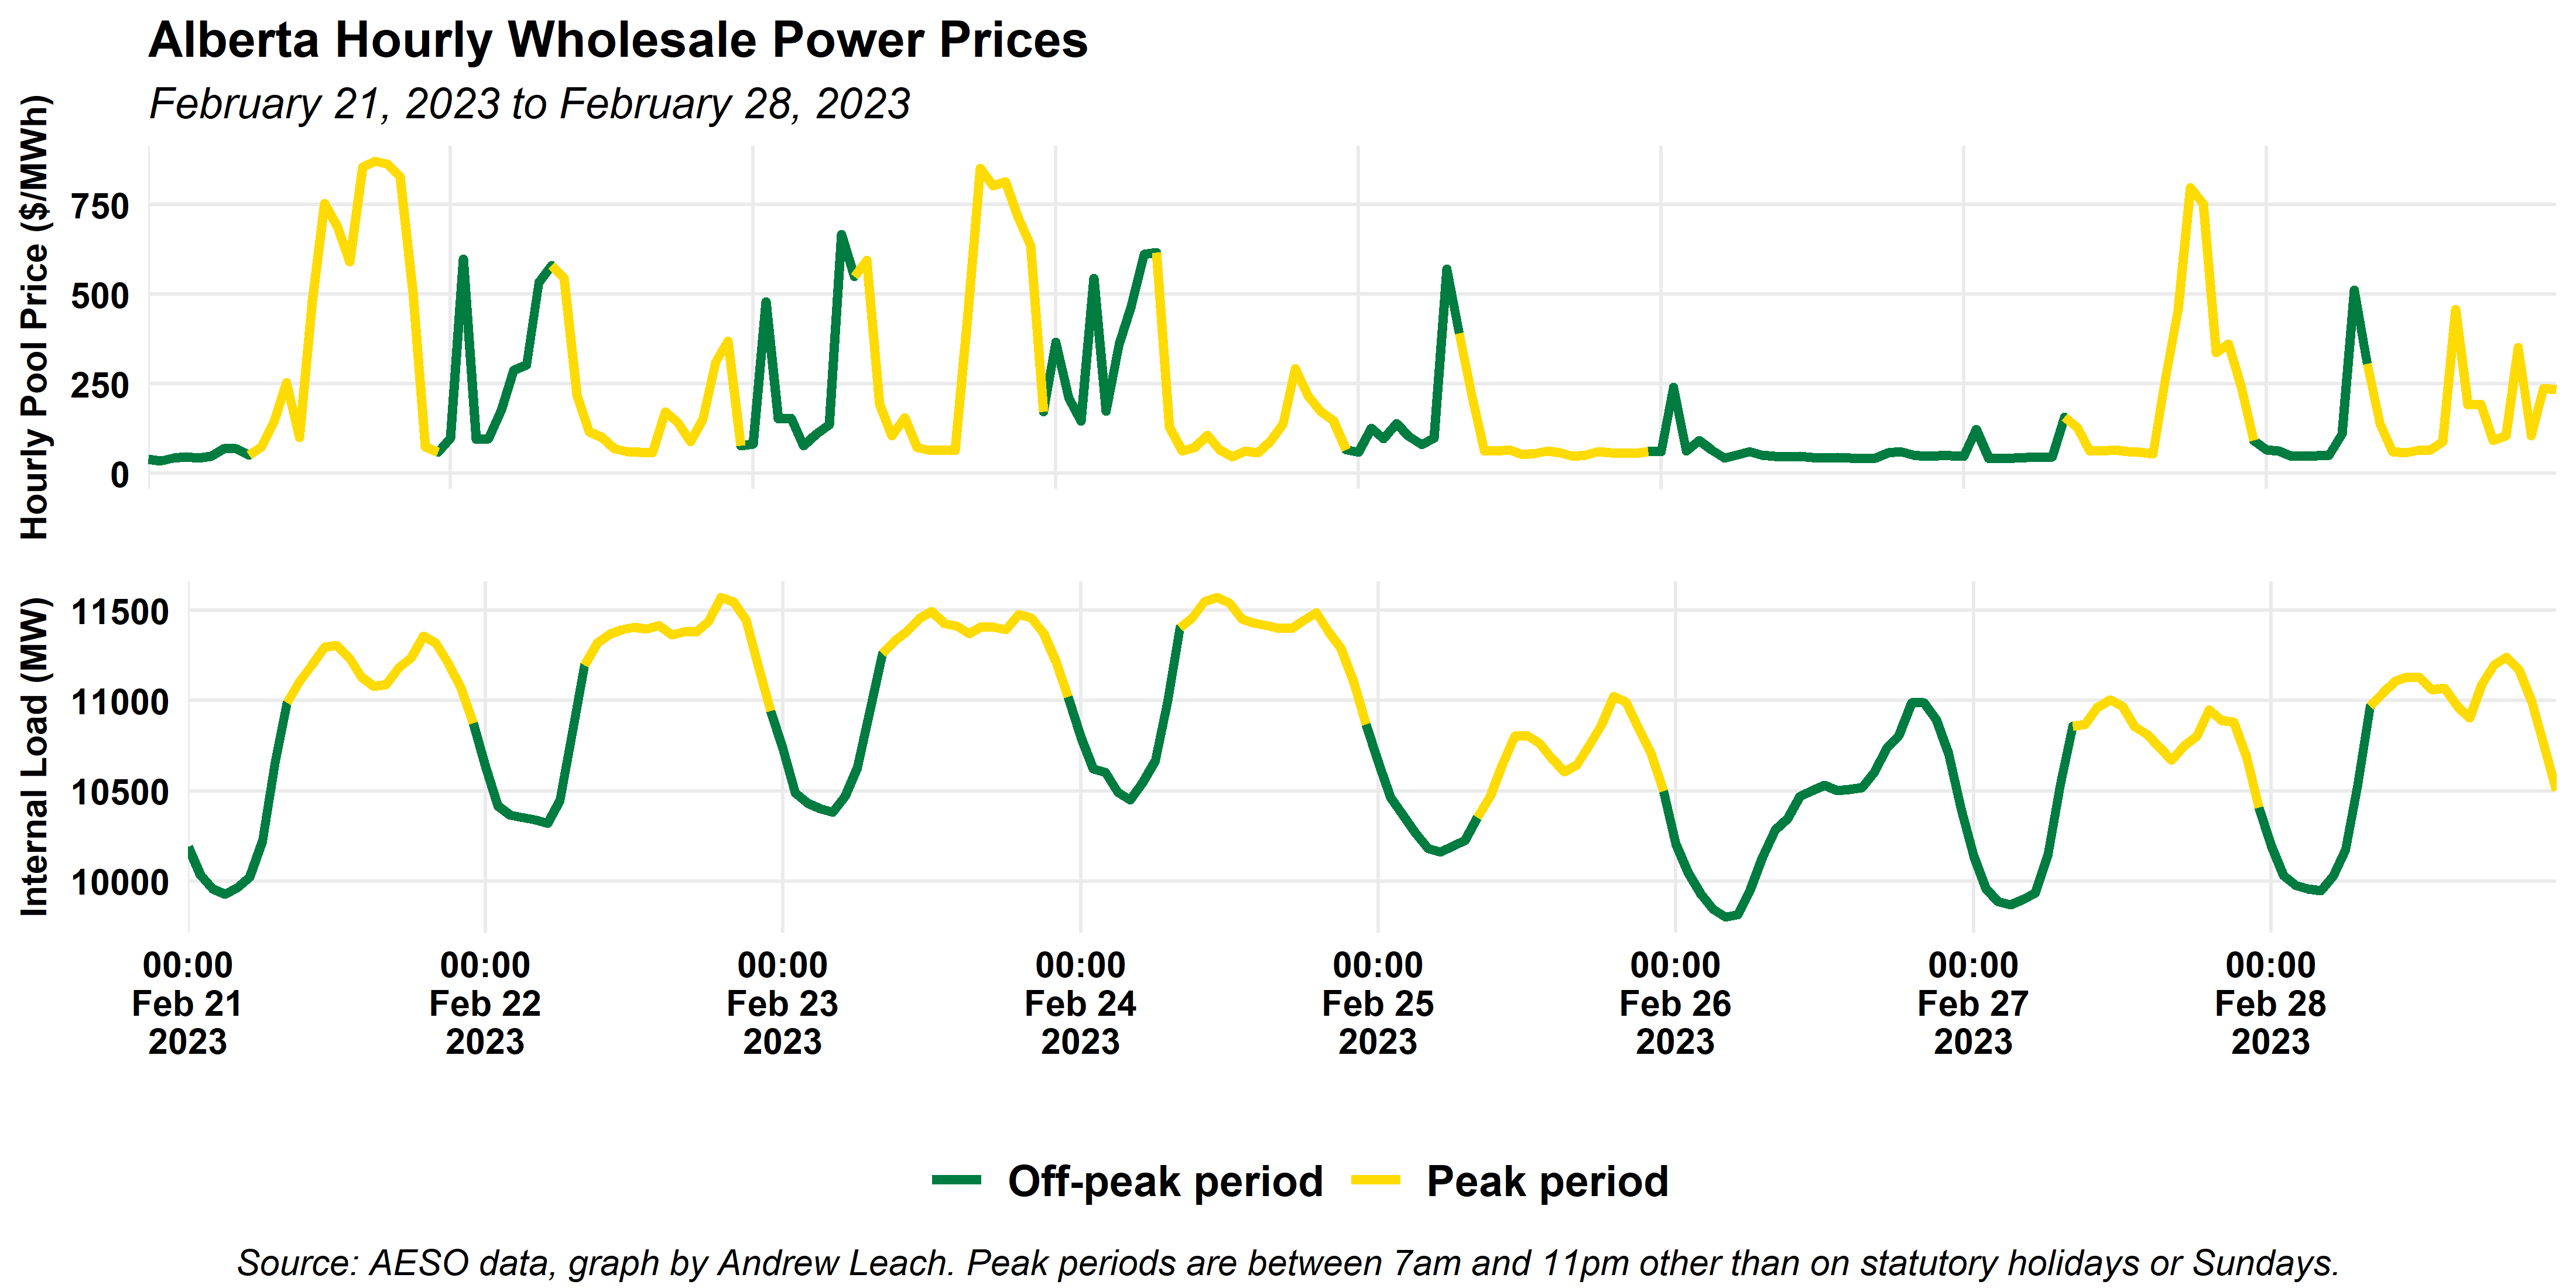 Alberta Hourly Wholesale Power Prices
February 21, 2023 to February 28, 2023
Hourly Pool Price ($/MWh)
750
500
250
0
Internal Load (MW)
11500
11000
10500
10000
00:00 00:00 00:00 00:00 00:00 00:00 00:00 00:00
Feb 21 Feb 22 Feb 23 Feb 24 Feb 25 Feb 26 Feb 27 Feb 28
2023 2023 2023 2023 2023 2023 2023 2023
Off-peak period Peak period
Source: AESO data, graph by Andrew Leach. Peak periods are between 7am and 11pm other than on statutory holidays or Sundays.